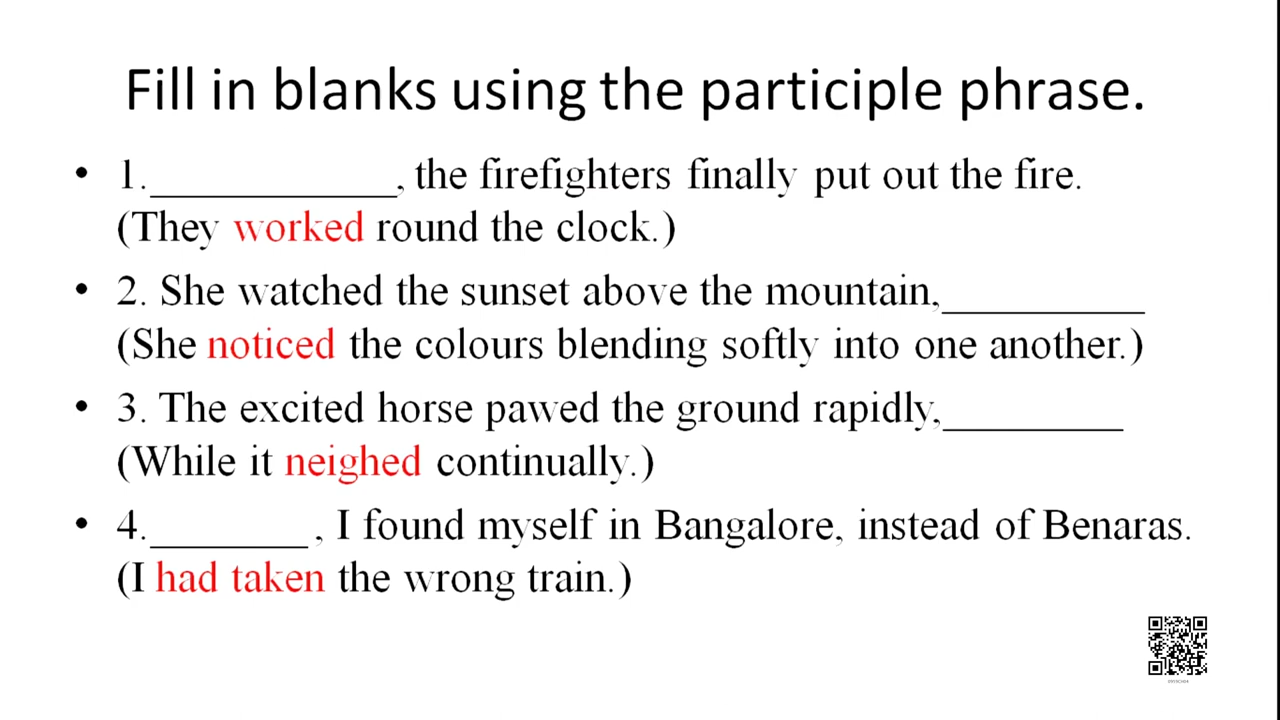 Fill in blanks using the participle phrase.
• 1.____________, the firefighters finally put out the fire.
(They worked round the clock.)
• 2. She watched the sunset above the mountain,__________
(She noticed the colours blending softly into one another.)
• 3. The excited horse pawed the ground rapidly,_________
(While it neighed continually.)
• 4.________ , I found myself in Bangalore, instead of Benaras.
(I had taken the wrong train.)